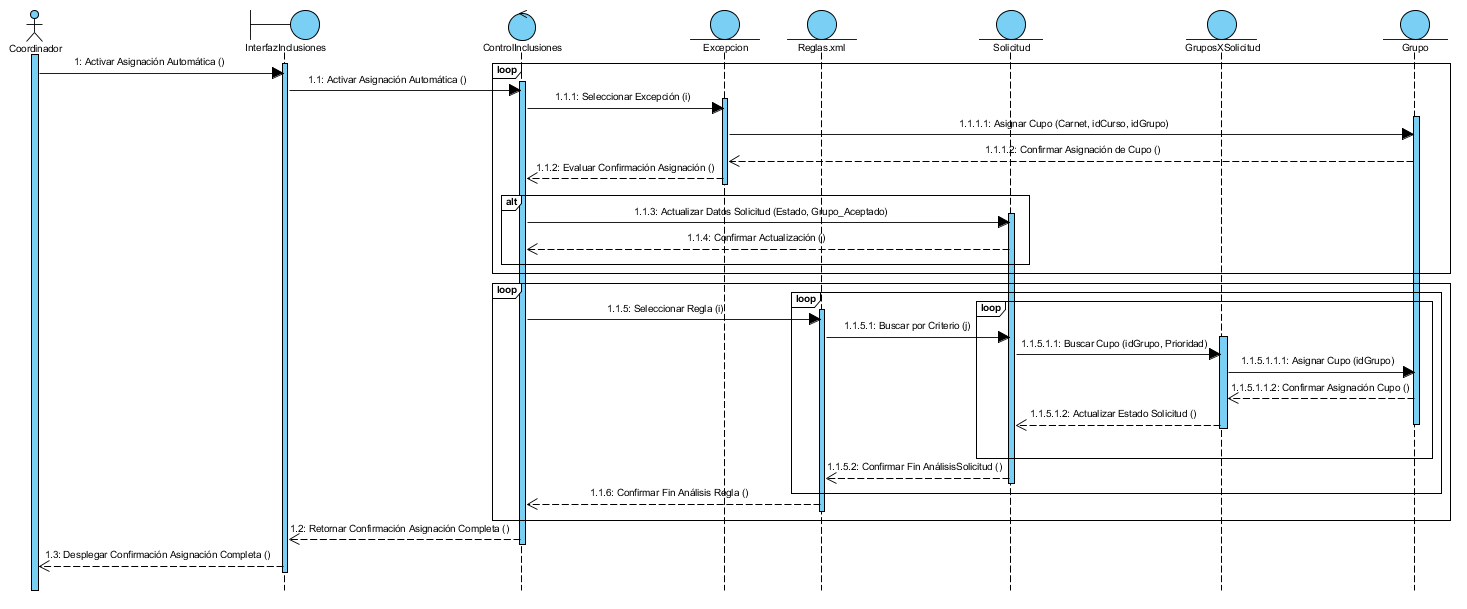 Coordinador
InterfazInclusiones
ControlInclusiones
Excepcion
Reglas.xml
Solicitud
GruposXSolicitud
Grupo
1: Activar Asignación Automática ()
loop
1.1: Activar Asignación Automática ()
1.1.1: Seleccionar Excepción (i)
1.1.1.1: Asignar Cupo (Carnet, idCurso, idGrupo)
1.1.1.2: Confirmar Asignación de Cupo ()
1.1.2: Evaluar Confirmación Asignación ()
alt
1.1.3: Actualizar Datos Solicitud (Estado, Grupo_Aceptado)
1.1.4: Confirmar Actualización ()
loop
loop
loop
1.1.5: Seleccionar Regla (i)
1.1.5.1: Buscar por Criterio (j)
1.1.5.1.1: Buscar Cupo (idGrupo, Prioridad)
1.1.5.1.1.1: Asignar Cupo (idGrupo)
1.1.5.1.1.2: Confirmar Asignación Cupo ()
1.1.5.1.2: Actualizar Estado Solicitud ()
1.1.5.2: Confirmar Fin AnálisisSolicitud ()
1.1.6: Confirmar Fin Análisis Regla ()
1.2: Retornar Confirmación Asignación Completa ()
1.3: Desplegar Confirmación Asignación Completa ()